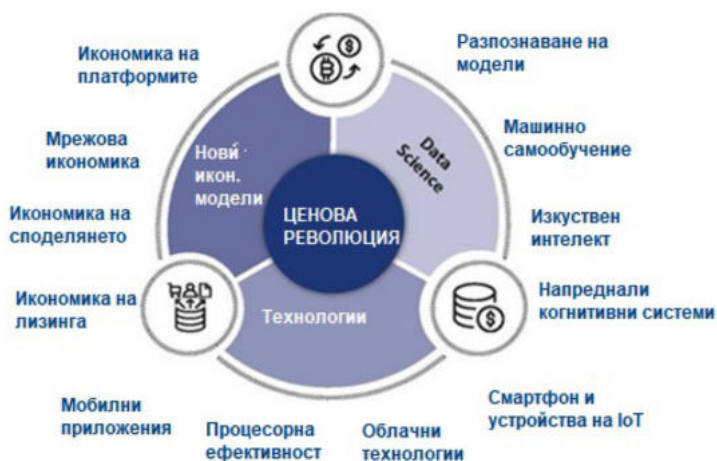 Икономика на
платформите
Разпознаване на
модели
Мрежова
икономика
Машинно
самообучение
Нови
икон.
модели
Data
Science
Икономика на
споделянето
ЦЕНОВА
РЕВОЛЮЦИЯ
Изкуствен
интелект
Икономика на
лизинга
Технологии
Напреднали
когнитивни системи
Мобилни
приложения
Процесорна
ефективност
Облачни
технологии
Смартфон и
устройства на IoT